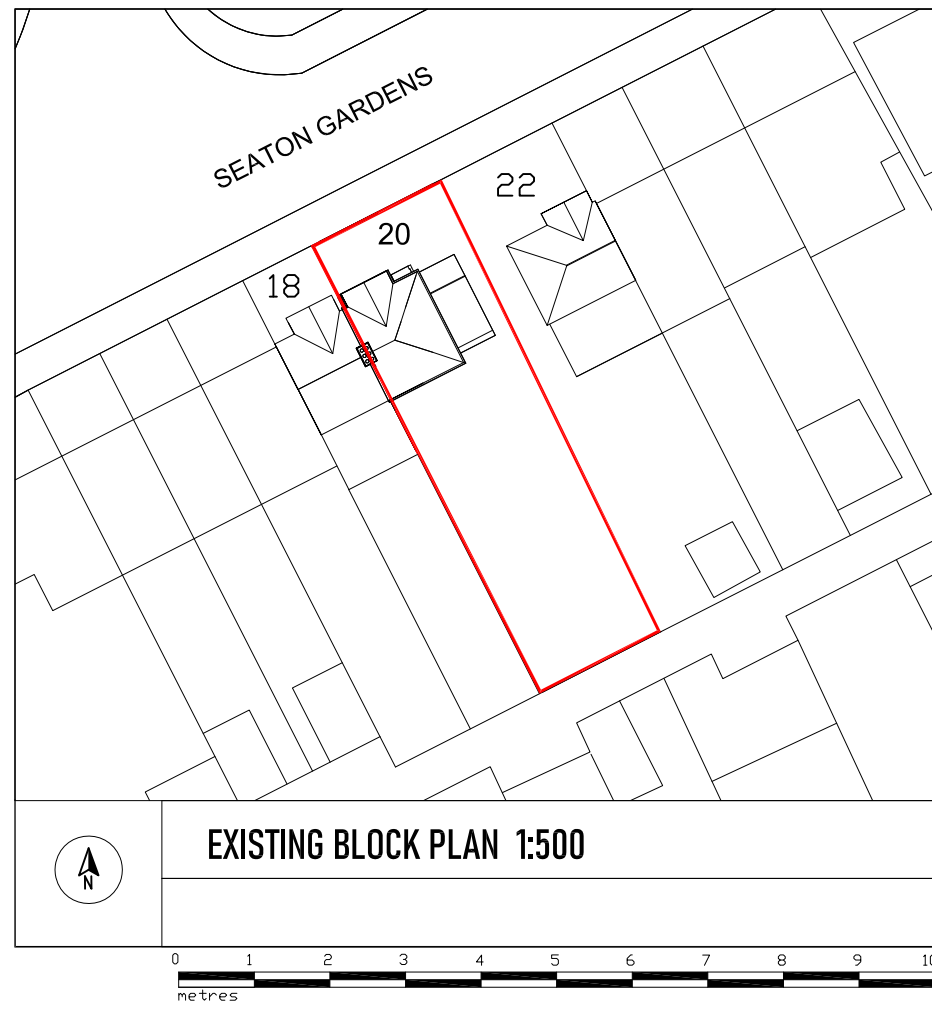 SEATON GARDENS
22
20
18
EXISTING BLOCK PLAN 1:500
N
0 1 2 3 4 5 6 7 8 9 10
metres